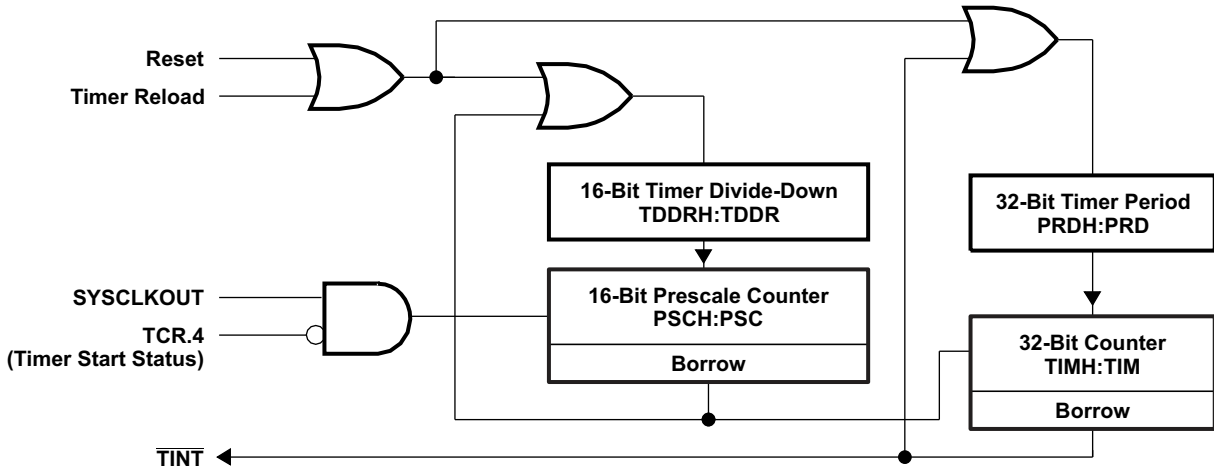 Reset
Timer Reload
16-Bit Timer Divide-Down
TDDRH:TDDR
32-Bit Timer Period
PRDH:PRD
SYSCLKOUT
TCR.4
(Timer Start Status)
16-Bit Prescale Counter
PSCH:PSC
Borrow
32-Bit Counter
TIMH:TIM
Borrow
TINT